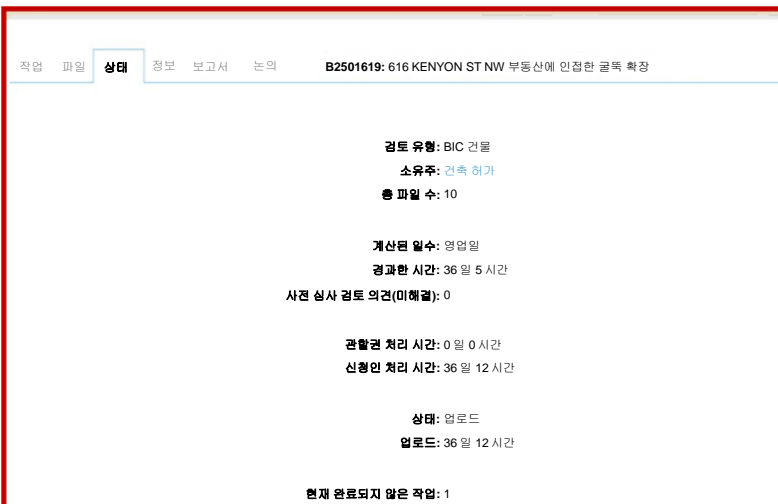 작업 파일 상태 정보 보고서 논의 B2501619: 616 KENYON ST NW 부동산에 인접한 굴뚝 확장
검토 유형: BIC 건물
소유주: 건축 허가
총 파일 수: 10
계산된 일수: 영업일
경과한 시간: 36 일 5 시간
사전 심사 검토 의견(미해결): 0
관할권 처리 시간: 0 일 0 시간
신청인 처리 시간: 36 일 12 시간
상태: 업로드
업로드: 36 일 12 시간
현재 완료되지 않은 작업: 1